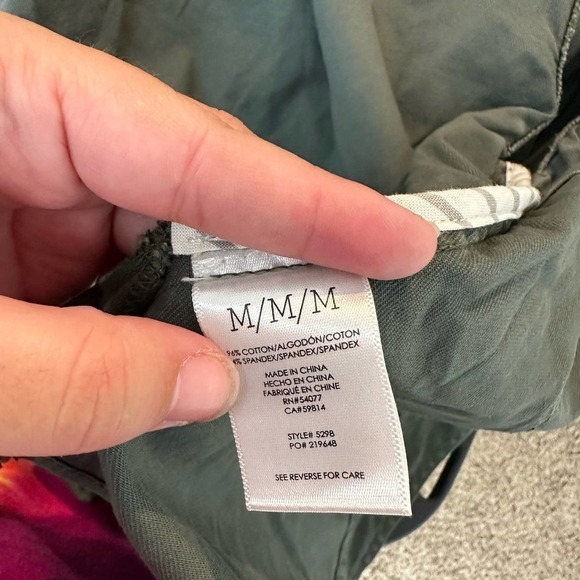 M/M/M
96% COTTON/ALGODÓN/COTON
4% SPANDEX/SPANDEX/SPANDEX
MADE IN CHINA
HECHO EN CHINA
FABRIQUÉ EN CHINE
RN#54077
CA#59814
STYLE# 529B
PO# 219648
SEE REVERSE FOR CARE